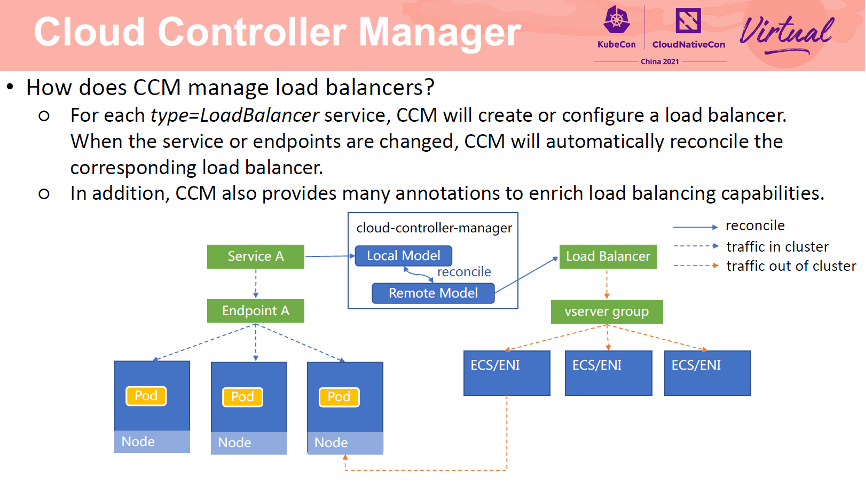 Cloud Controller Manager
KubeCon
CloudNativeCon
China 2021
Virtual
• How does CCM manage load balancers?
○ For each type=LoadBalancer service, CCM will create or configure a load balancer.
When the service or endpoints are changed, CCM will automatically reconcile the
corresponding load balancer.
○ In addition, CCM also provides many annotations to enrich load balancing capabilities.
cloud-controller-manager
Service A
Local Model
reconcile
Remote Model
Load Balancer
reconcile
traffic in cluster
traffic out of cluster
Endpoint A
vserver group
Pod
Node
Pod
Node
Pod
Node
ECS/ENI
ECS/ENI
ECS/ENI